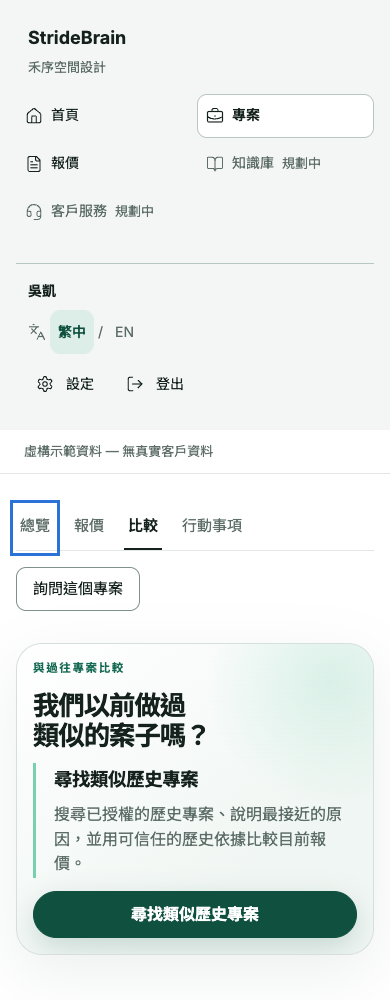 StrideBrain
禾序空間設計
首頁
專案
報價
知識庫 規劃中
客戶服務 規劃中
吳凱
繁中 / EN
設定
登出
虛構示範資料 — 無真實客戶資料
總覽 報價 比較 行動事項
詢問這個專案
與過往專案比較
我們以前做過
類似的案子嗎？
尋找類似歷史專案
搜尋已授權的歷史專案、說明最接近的原
因，並用可信任的歷史依據比較目前報
價。
尋找類似歷史專案